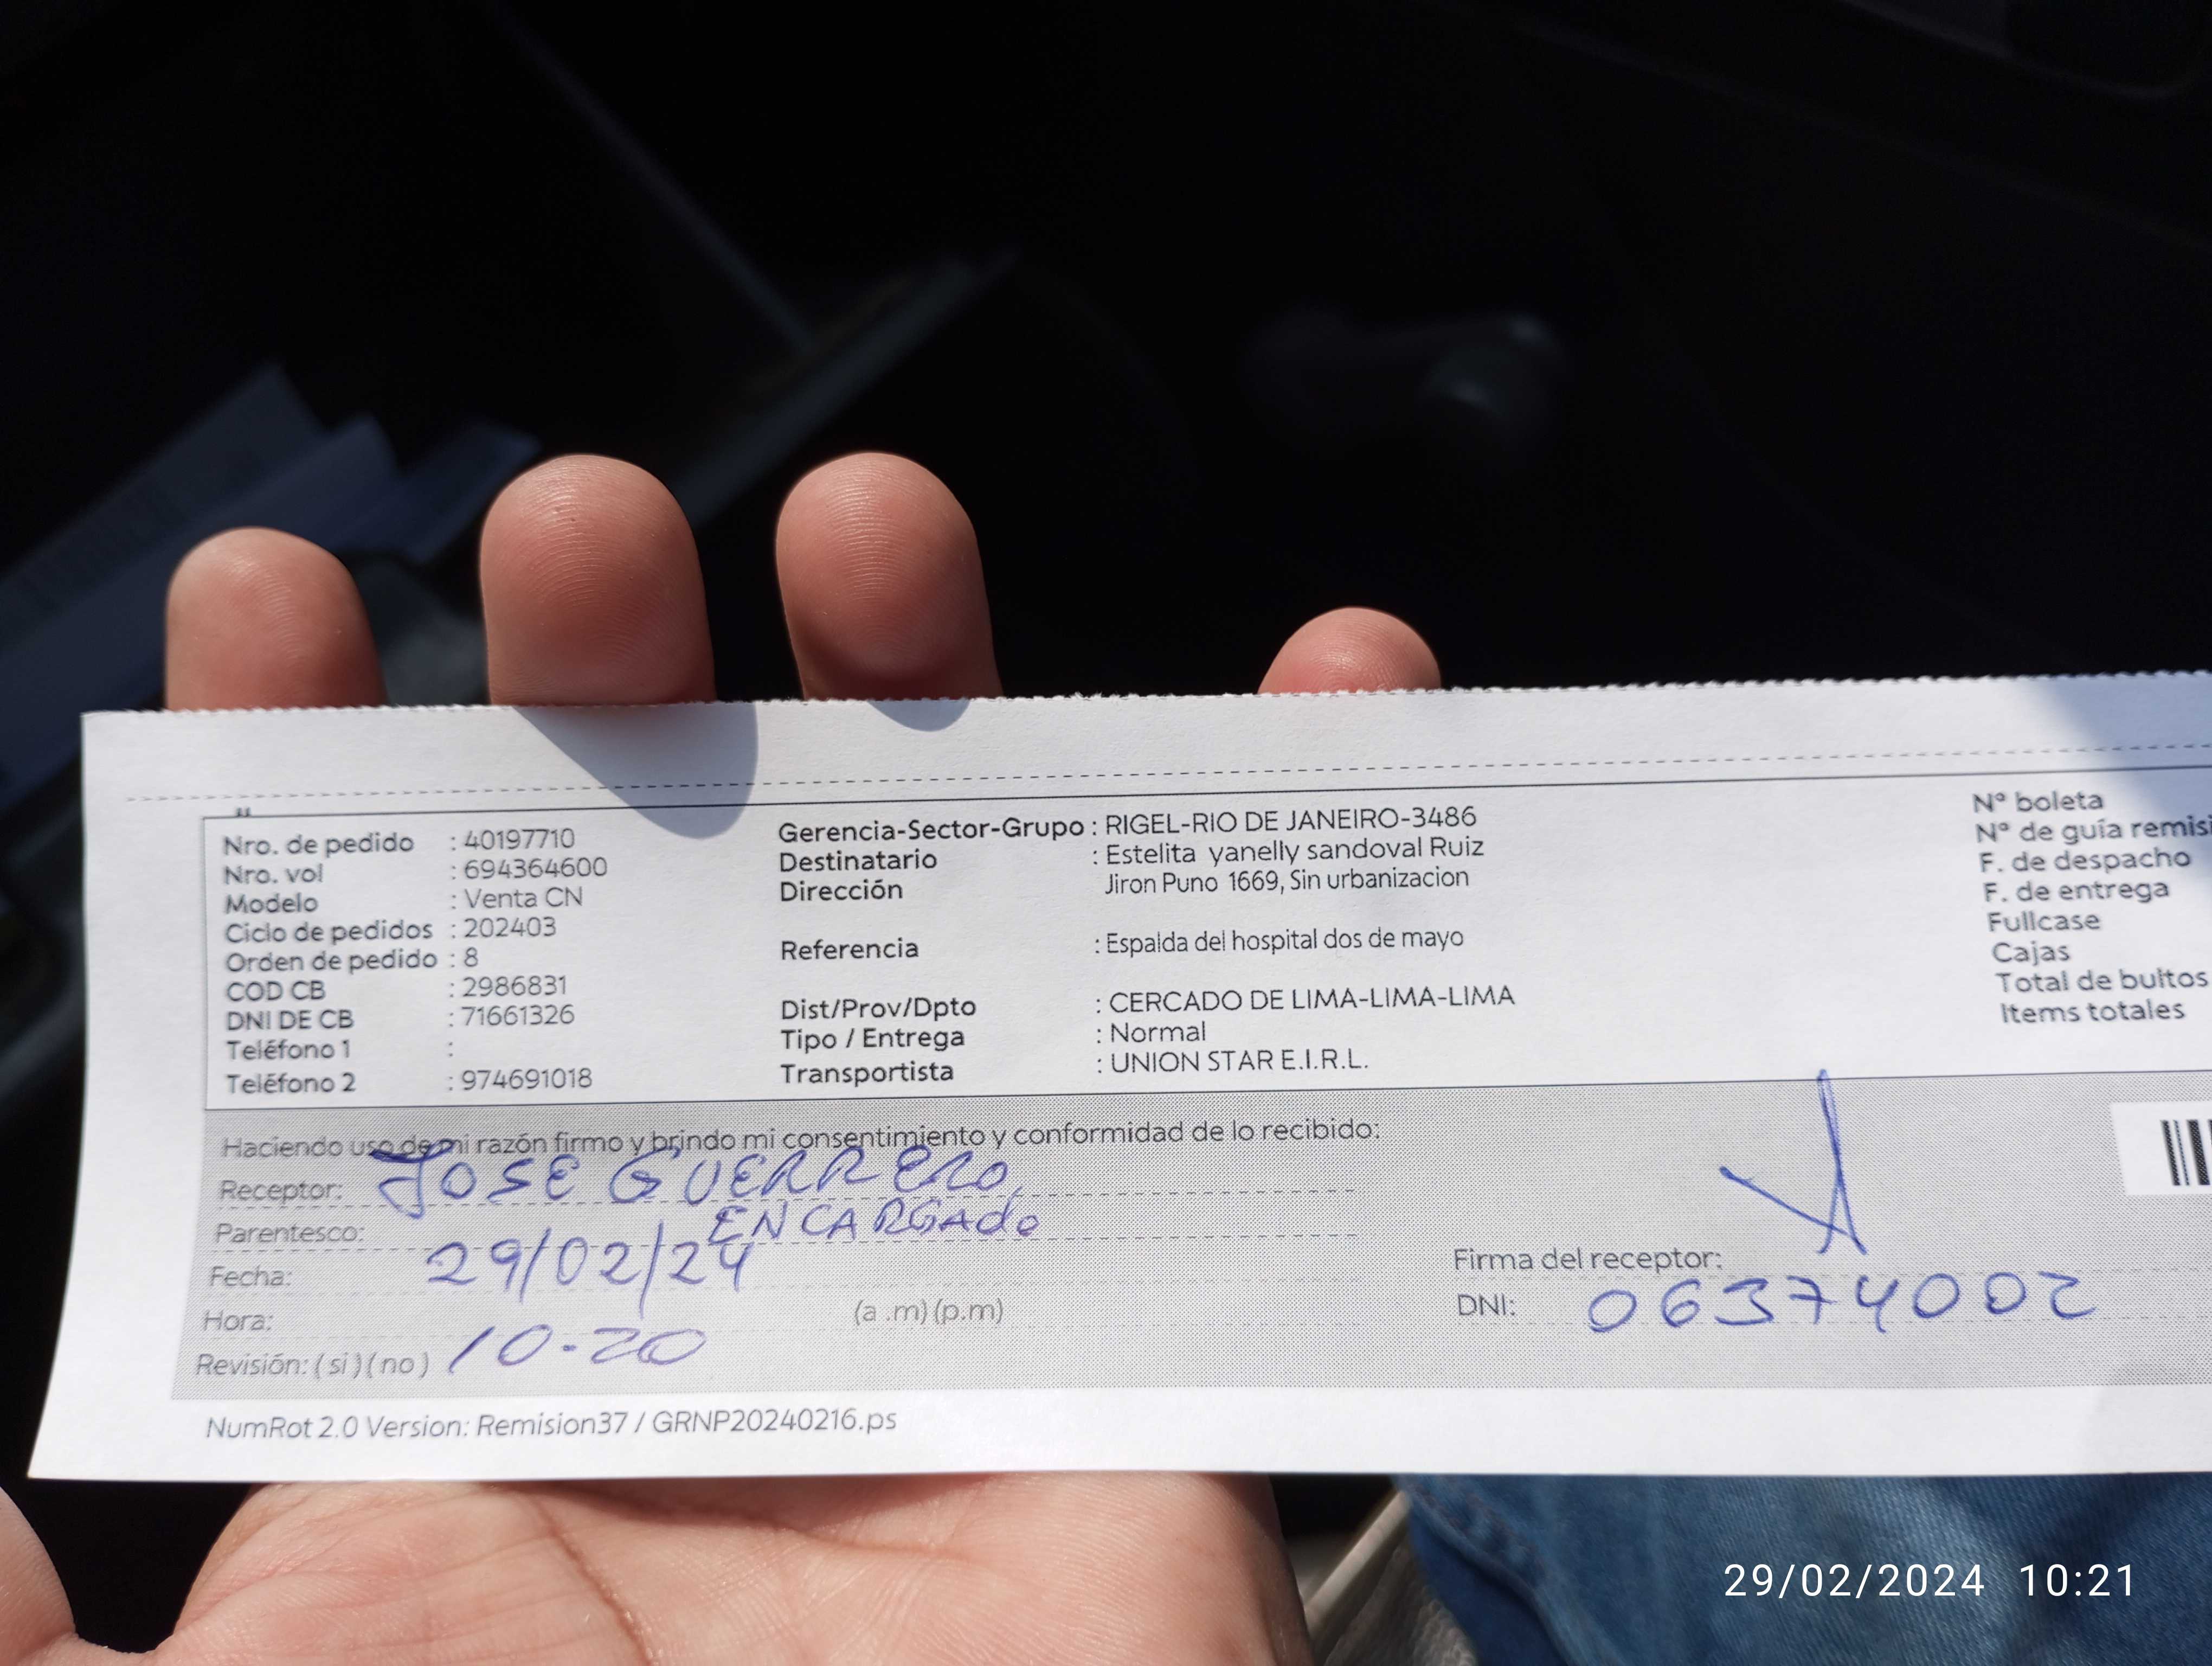 Nro. de pedido : 40197710
Nro. vol : 694364600
Modelo : Venta CN
Ciclo de pedidos : 202403
Orden de pedido : 8
COD CB : 2986831
DNI DE CB : 71661326
Teléfono 1 :
Teléfono 2 : 974691018
Gerencia-Sector-Grupo : RIGEL-RIO DE JANEIRO-3486
Destinatario : Estelita yanelly sandoval Ruiz
Dirección Jiron Puno 1669, Sin urbanizacion
Referencia : Espalda del hospital dos de mayo
Dist/Prov/Dpto : CERCADO DE LIMA-LIMA-LIMA
Tipo / Entrega : Normal
Transportista : UNION STAR E.I.R.L.
N° boleta
N° de guía remisi
F. de despacho
F. de entrega
Fullcase
Cajas
Total de bultos
Items totales
Haciendo uso de mi razón firmo y brindo mi consentimiento y conformidad de lo recibido:
Receptor: JOSE GUERRERO
Parentesco: ENCARGADO
Fecha: 29/02/24
Hora: 10-20 (a .m) (p.m)
Revisión: ( si ) ( no )
Firma del receptor:
DNI: 06374002
NumRot 2.0 Version: Remision37 / GRNP20240216.ps
29/02/2024 10:21